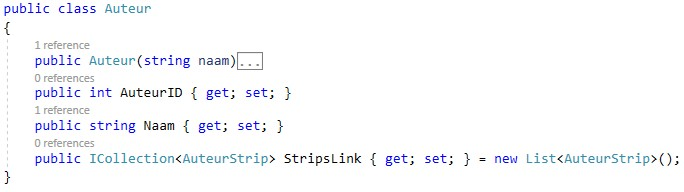 public class Auteur
{
1 reference
public Auteur(string naam)...
0 references
public int AuteurID { get; set; }
1 reference
public string Naam { get; set; }
0 references
public ICollection<AuteurStrip> StripsLink { get; set; } = new List<AuteurStrip>();
}